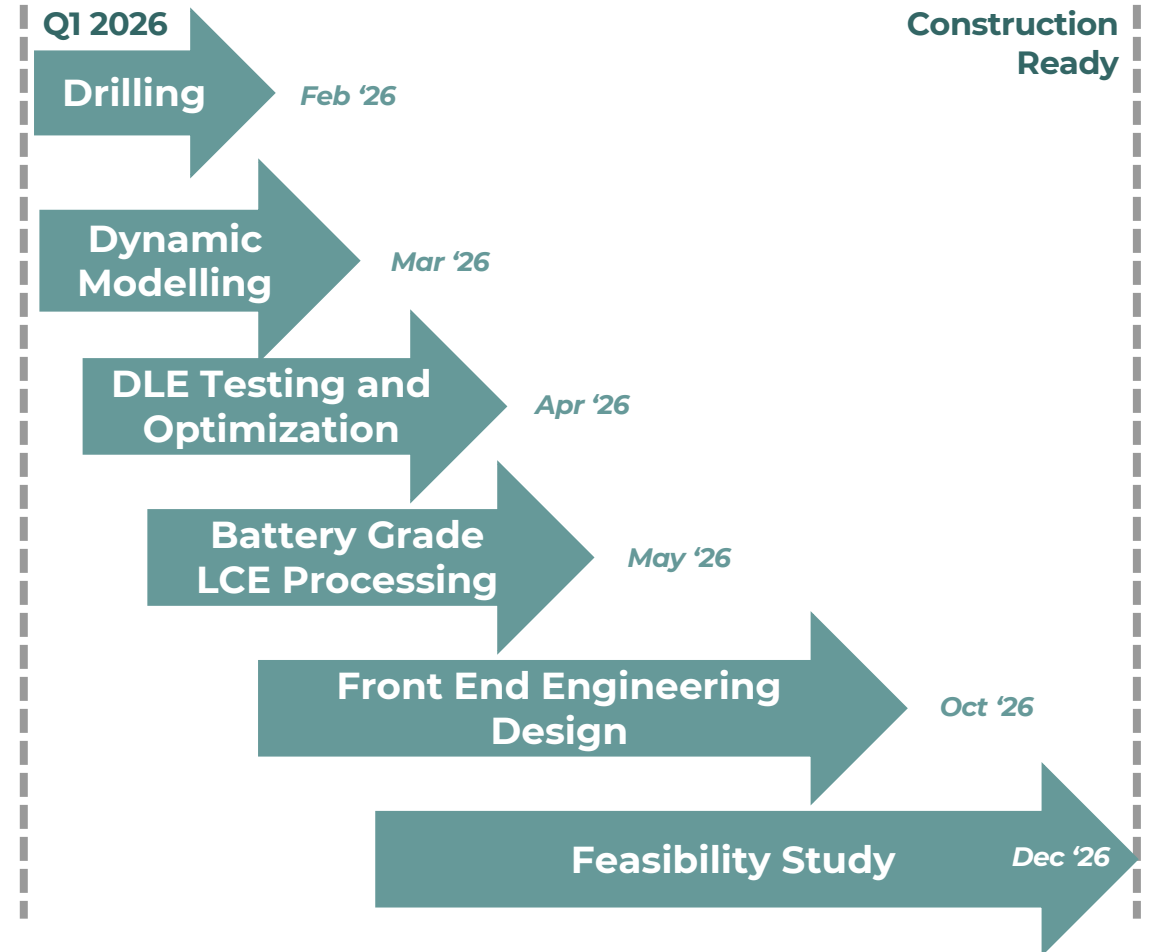 Q1 2026
Construction
Ready
Drilling
Feb ‘26
Dynamic
Modelling
Mar ‘26
DLE Testing and
Optimization
Apr ‘26
Battery Grade
LCE Processing
May ‘26
Front End Engineering
Design
Oct ‘26
Feasibility Study
Dec ‘26